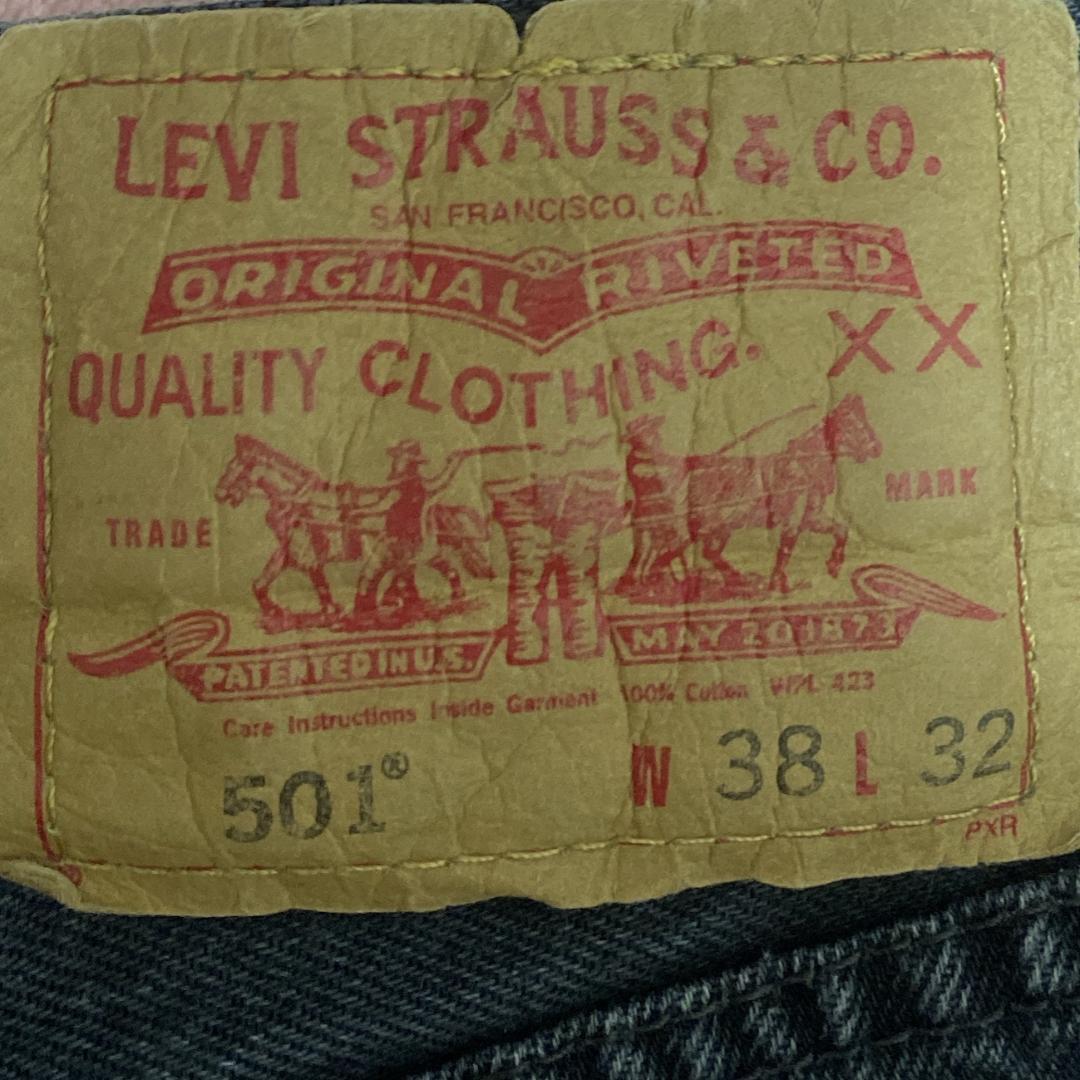 LEVI STRAUSS & CO.
SAN FRANCISCO, CAL.
ORIGINAL RIVETED
QUALITY CLOTHING. XX
TRADE MARK
PATENTED IN U.S. MAY 20 1873
Care Instructions Inside Garment 100% Cotton WPL 423
501® W 38 L 32
PXR